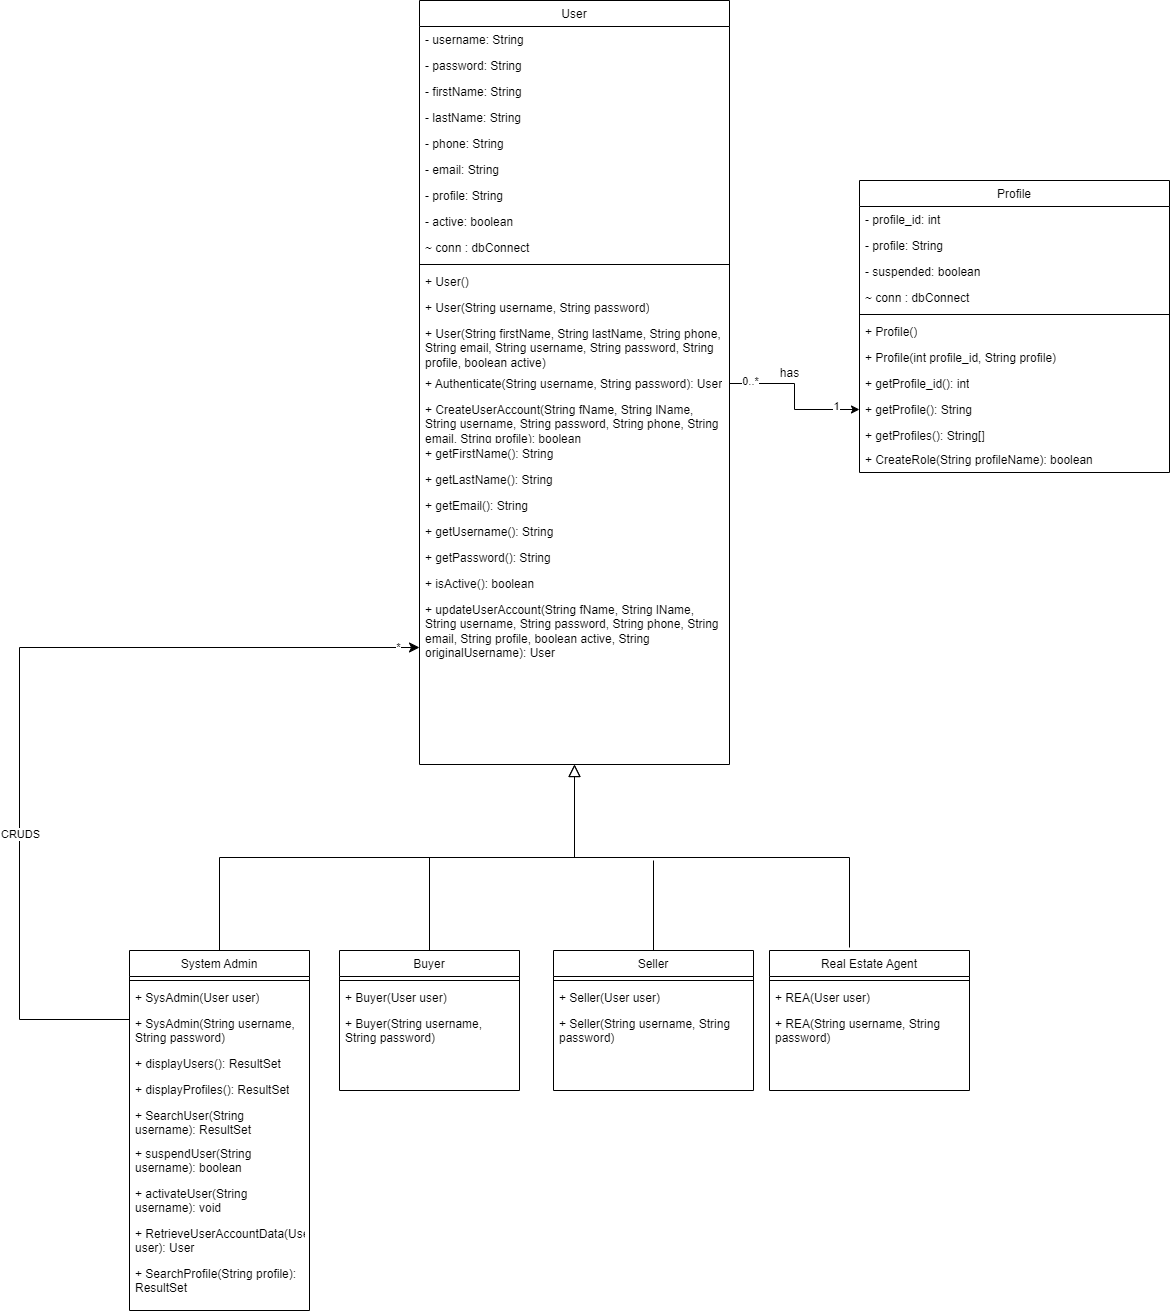 User
- username: String
- password: String
- firstName: String
- lastName: String
- phone: String
- email: String
- profile: String
- active: boolean
~ conn : dbConnect
+ User()
+ User(String username, String password)
+ User(String firstName, String lastName, String phone,
String email, String username, String password, String
profile, boolean active)
+ Authenticate(String username, String password): User
+ CreateUserAccount(String fName, String lName,
String username, String password, String phone, String
email, String profile): boolean
+ getFirstName(): String
+ getLastName(): String
+ getEmail(): String
+ getUsername(): String
+ getPassword(): String
+ isActive(): boolean
+ updateUserAccount(String fName, String lName,
String username, String password, String phone, String
email, String profile, boolean active, String
originalUsername): User
0..*
has
1
Profile
- profile_id: int
- profile: String
- suspended: boolean
~ conn : dbConnect
+ Profile()
+ Profile(int profile_id, String profile)
+ getProfile_id(): int
+ getProfile(): String
+ getProfiles(): String[]
+ CreateRole(String profileName): boolean
*
CRUDS
System Admin
+ SysAdmin(User user)
+ SysAdmin(String username,
String password)
+ displayUsers(): ResultSet
+ displayProfiles(): ResultSet
+ SearchUser(String
username): ResultSet
+ suspendUser(String
username): boolean
+ activateUser(String
username): void
+ RetrieveUserAccountData(Use
user): User
+ SearchProfile(String profile):
ResultSet
Buyer
+ Buyer(User user)
+ Buyer(String username,
String password)
Seller
+ Seller(User user)
+ Seller(String username, String
password)
Real Estate Agent
+ REA(User user)
+ REA(String username, String
password)